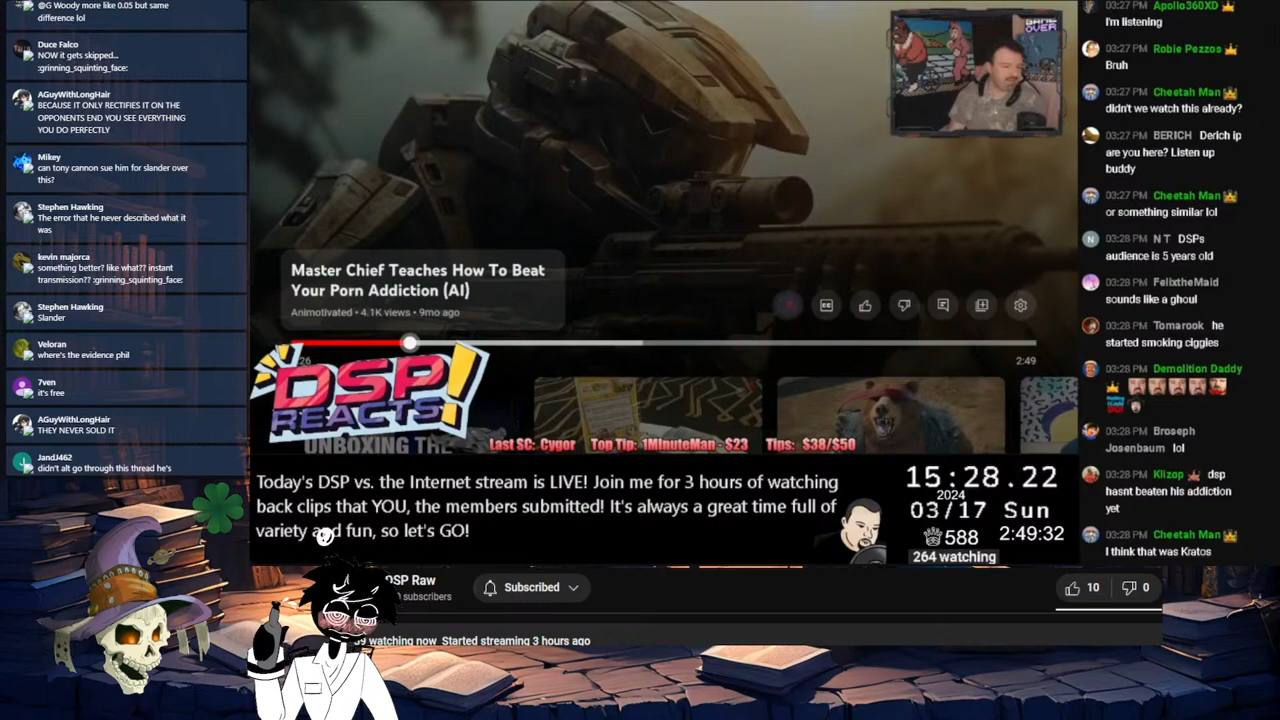 @G Woody more like 0.05 but same
difference lol
Duce Falco
NOW it gets skipped...
:grinning_squinting_face:
AGuyWithLongHair
BECAUSE IT ONLY RECTIFIES IT ON THE
OPPONENTS END YOU SEE EVERYTHING
YOU DO PERFECTLY
Mikey
can tony cannon sue him for slander over
this?
Stephen Hawking
The error that he never described what it
was
kevin majorca
something better? like what?? instant
transmission?? :grinning_squinting_face:
Stephen Hawking
Slander
Veloran
where's the evidence phil
7ven
it's free
AGuyWithLongHair
THEY NEVER SOLD IT
JandJ462
didn't alt go through this thread he's
GAME
OVER
Master Chief Teaches How To Beat
Your Porn Addiction (AI)
Animotivated • 4.1K views • 9mo ago
CC
26
2:49
DSP!
REACTS
UNBOXING THE
Last SC: Cygor Top Tip: 1MinuteMan - $23 Tips: $38/$50
Today's DSP vs. the Internet stream is LIVE! Join me for 3 hours of watching
back clips that YOU, the members submitted! It's always a great time full of
variety and fun, so let's GO!
15:28.22
2024
03/17 Sun
588 2:49:32
264 watching
DSP Raw
subscribers
Subscribed
10
0
watching now Started streaming 3 hours ago
03:27 PM Apollo360XD
I'm listening
03:27 PM Robie Pezzos
Bruh
03:27 PM Cheetah Man
didn't we watch this already?
03:27 PM BERICH Derich ip
are you here? Listen up
buddy
03:27 PM Cheetah Man
or something similar lol
N
03:28 PM N T DSPs
audience is 5 years old
03:28 PM FelixtheMaid
sounds like a ghoul
03:28 PM Tomarook he
started smoking ciggies
03:28 PM Demolition Daddy
03:28 PM Broseph
Josenbaum lol
03:28 PM Klizop dsp
hasnt beaten his addiction
yet
03:28 PM Cheetah Man
I think that was Kratos